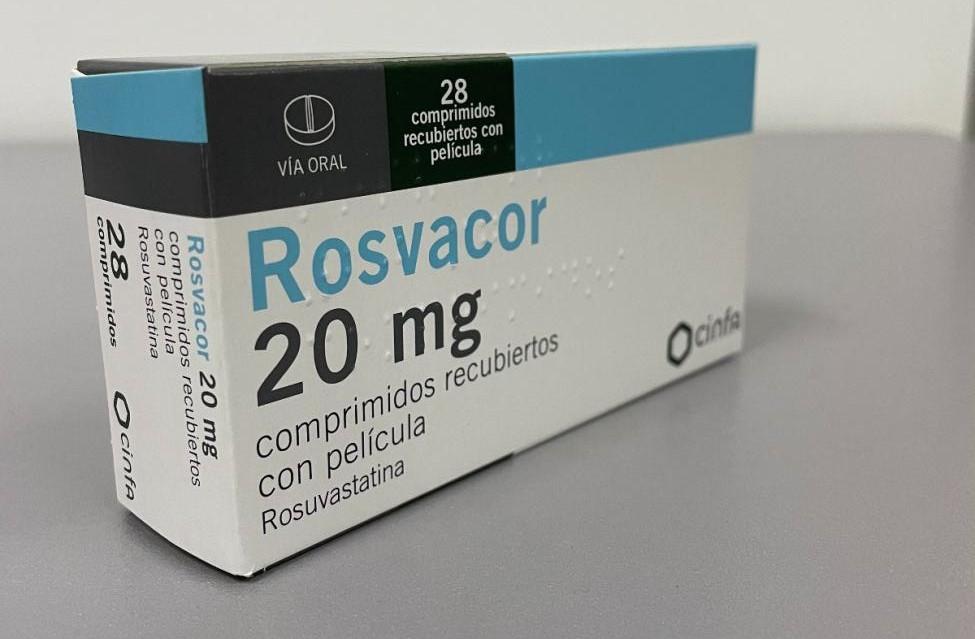 VÍA ORAL
28
comprimidos
recubiertos con
película
Rosvacor
20 mg
comprimidos recubiertos
con película
Rosuvastatina
cinfa
Rosvacor 20 mg
comprimidos recubiertos
con película
Rosuvastatina
28
comprimidos
cinfa